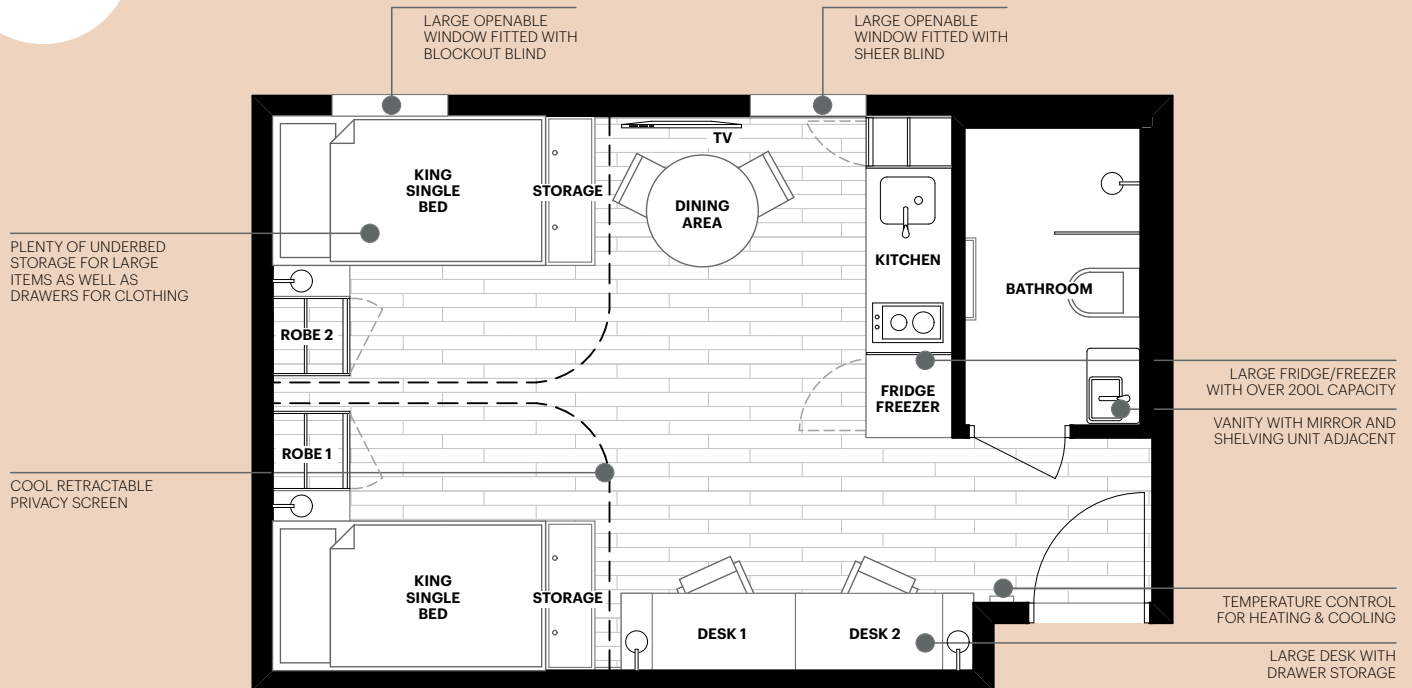 LARGE OPENABLE
WINDOW FITTED WITH
BLOCKOUT BLIND
LARGE OPENABLE
WINDOW FITTED WITH
SHEER BLIND
TV
KING
SINGLE
BED
STORAGE
DINING
AREA
KITCHEN
BATHROOM
PLENTY OF UNDERBED
STORAGE FOR LARGE
ITEMS AS WELL AS
DRAWERS FOR CLOTHING
ROBE 2
FRIDGE
FREEZER
LARGE FRIDGE/FREEZER
WITH OVER 200L CAPACITY
VANITY WITH MIRROR AND
SHELVING UNIT ADJACENT
ROBE 1
COOL RETRACTABLE
PRIVACY SCREEN
KING
SINGLE
BED
STORAGE
DESK 1
DESK 2
TEMPERATURE CONTROL
FOR HEATING & COOLING
LARGE DESK WITH
DRAWER STORAGE